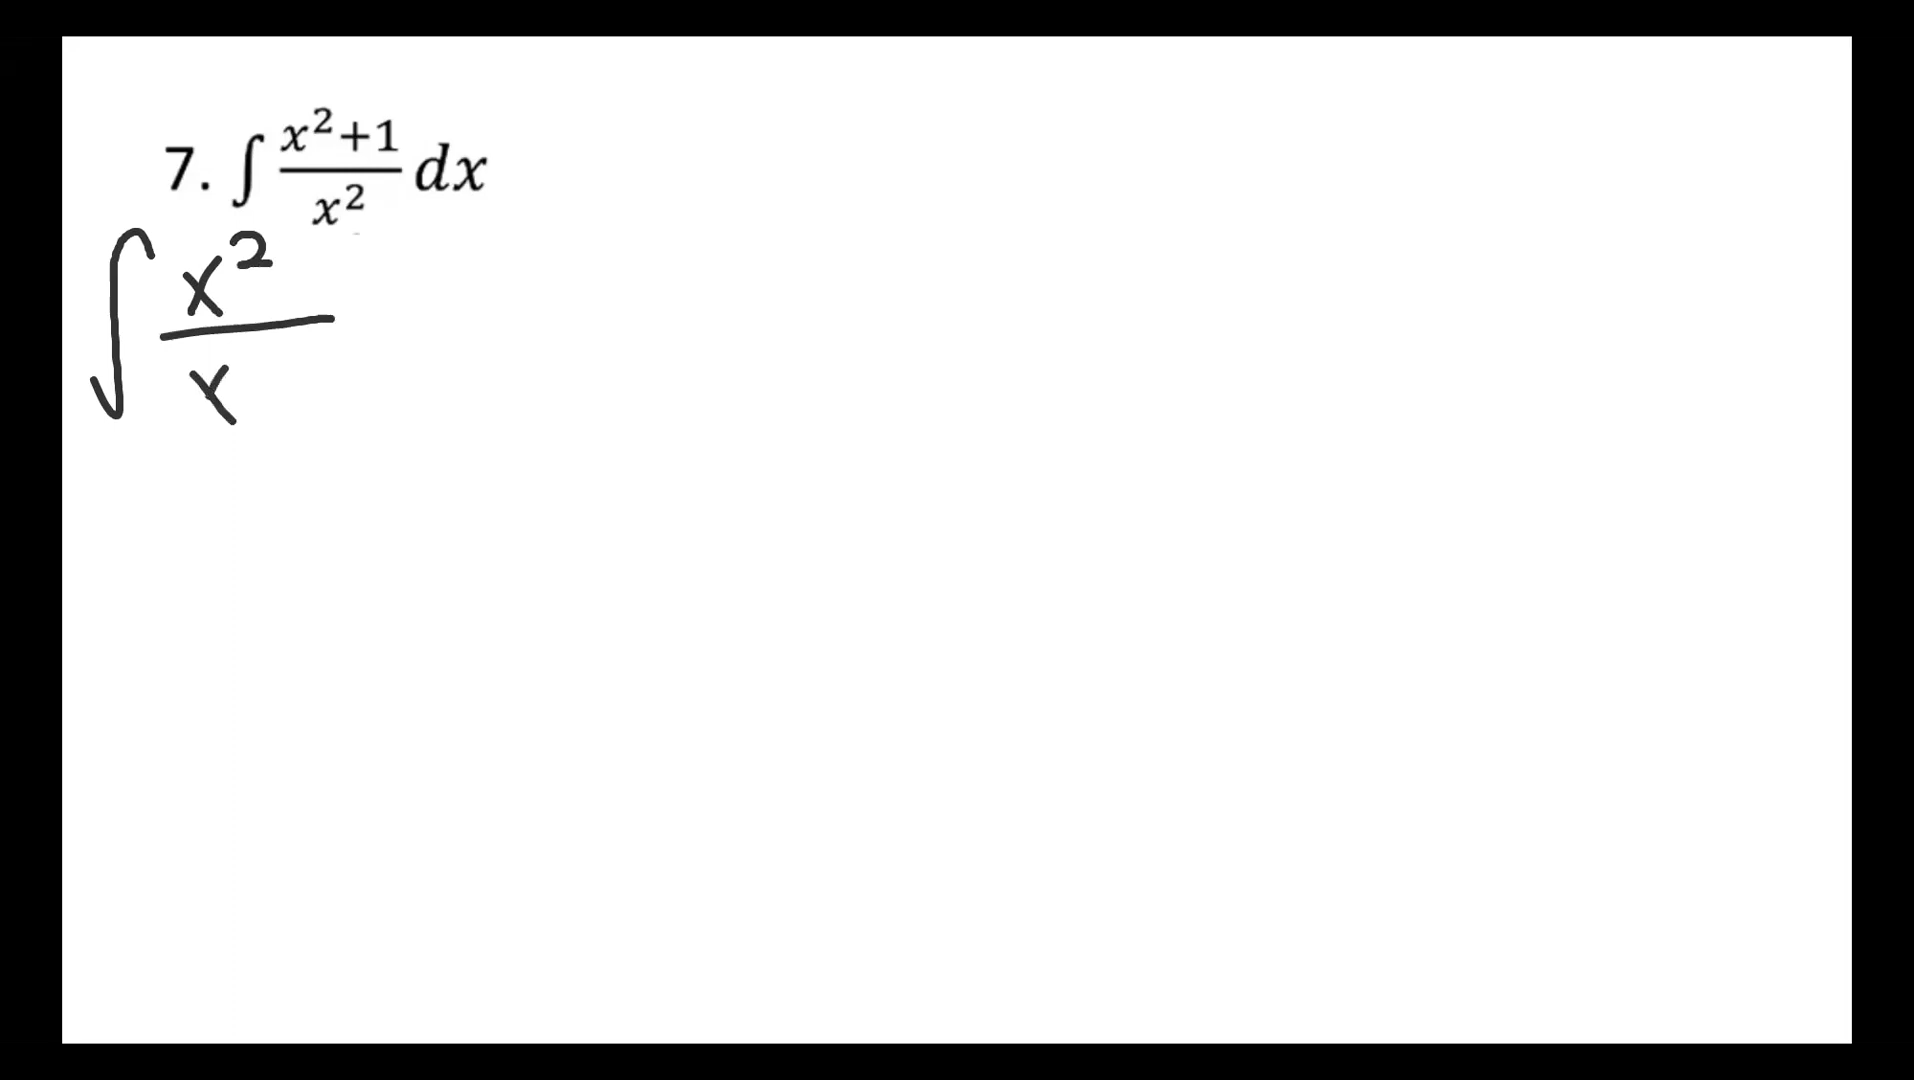 7. ∫ x²+1 / x² dx
∫ x² / x